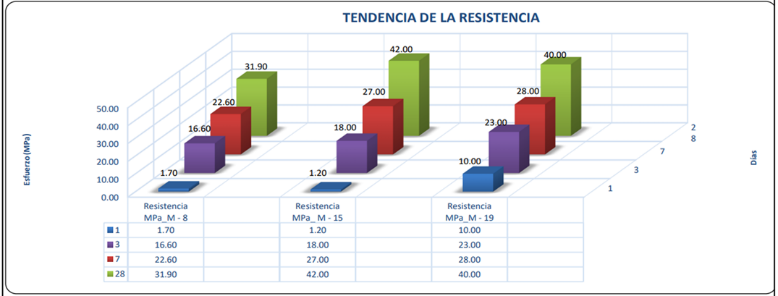 TENDENCIA DE LA RESISTENCIA
42.00
40.00
31.90
27.00
28.00
22.60
23.00
16.60
18.00
10.00
1.70
1.20
50.00
40.00
30.00
20.00
10.00
0.00
Esfuerzo(MPa)
2
8
7
3
1
Dias
Resistencia Resistencia Resistencia
MPa_M - 8 MPa_ M - 15 MPa_M - 19
1 1.70 1.20 10.00
3 16.60 18.00 23.00
7 22.60 27.00 28.00
28 31.90 42.00 40.00